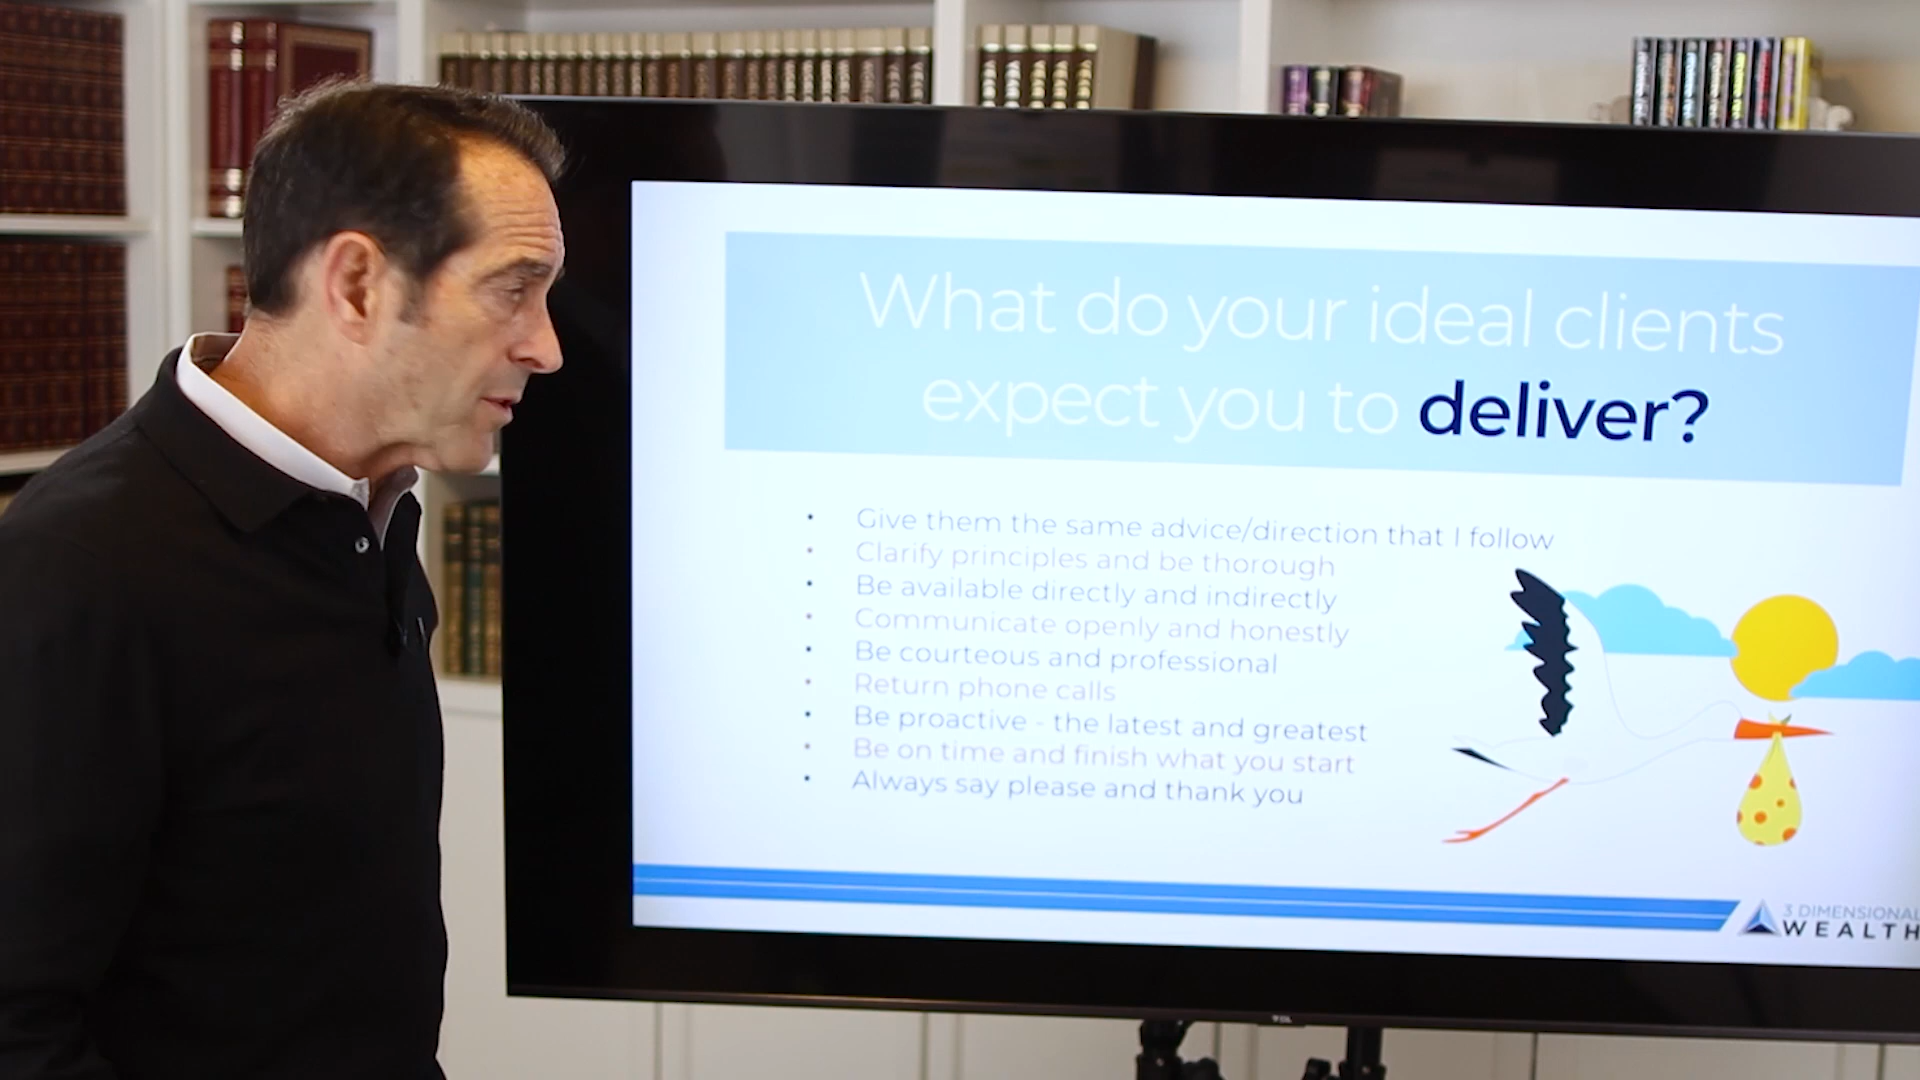 What do your ideal clients
expect you to deliver?
• Give them the same advice/direction that I follow
• Clarify principles and be thorough
• Be available directly and indirectly
• Communicate openly and honestly
• Be courteous and professional
• Return phone calls
• Be proactive - the latest and greatest
• Be on time and finish what you start
• Always say please and thank you
3 DIMENSIONAL
WEALTH
TCL